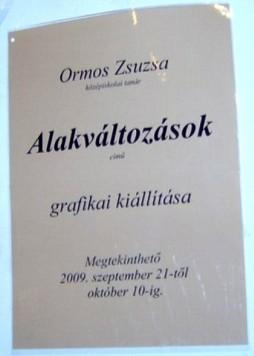 Ormos Zsuzsa
középiskolai tanár
Alakváltozások
című
grafikai kiállítása
Megtekinthető
2009. szeptember 21-től
október 10-ig.